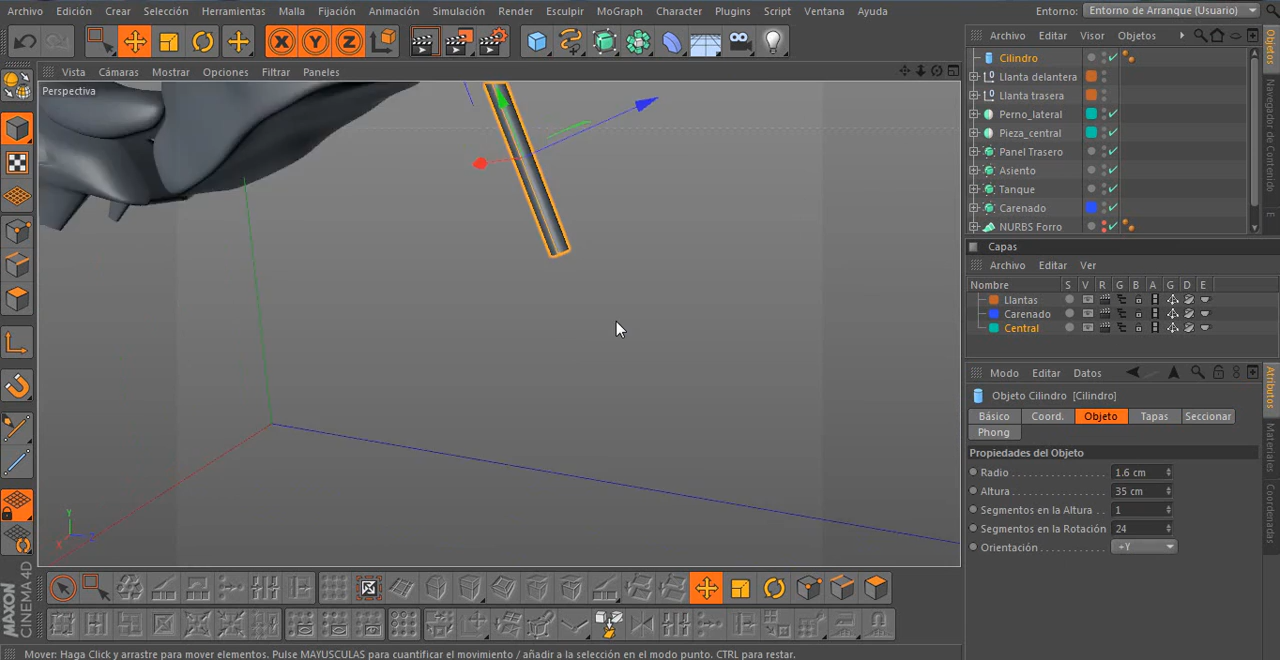 Archivo Edición Crear Selección Herramientas Malla Fijación Animación Simulación Render Esculpir MoGraph Character Plugins Script Ventana Ayuda Entorno: Entorno de Arranque (Usuario)
Archivo Editar Visor Objetos
Vista Cámaras Mostrar Opciones Filtrar Paneles
Perspectiva
Cilindro
Llanta delantera
Llanta trasera
Perno_lateral
Pieza_central
Panel Trasero
Asiento
Tanque
Carenado
NURBS Forro
Capas
Archivo Editar Ver
Nombre S V R G B A G D E
Llantas
Carenado
Central
Modo Editar Datos
Objeto Cilindro [Cilindro]
Básico Coord. Objeto Tapas Seccionar
Phong
Propiedades del Objeto
Radio 1.6 cm
Altura 35 cm
Segmentos en la Altura 1
Segmentos en la Rotación 24
Orientación +Y
Objetos
Navegador de Contenido
E
Atributos
Materiales
Coordenadas
X Y Z
Y
X Z
MAXON
CINEMA 4D
Mover: Haga Click y arrastre para mover elementos. Pulse MAYUSCULAS para cuantificar el movimiento / añadir a la selección en el modo punto. CTRL para restar.